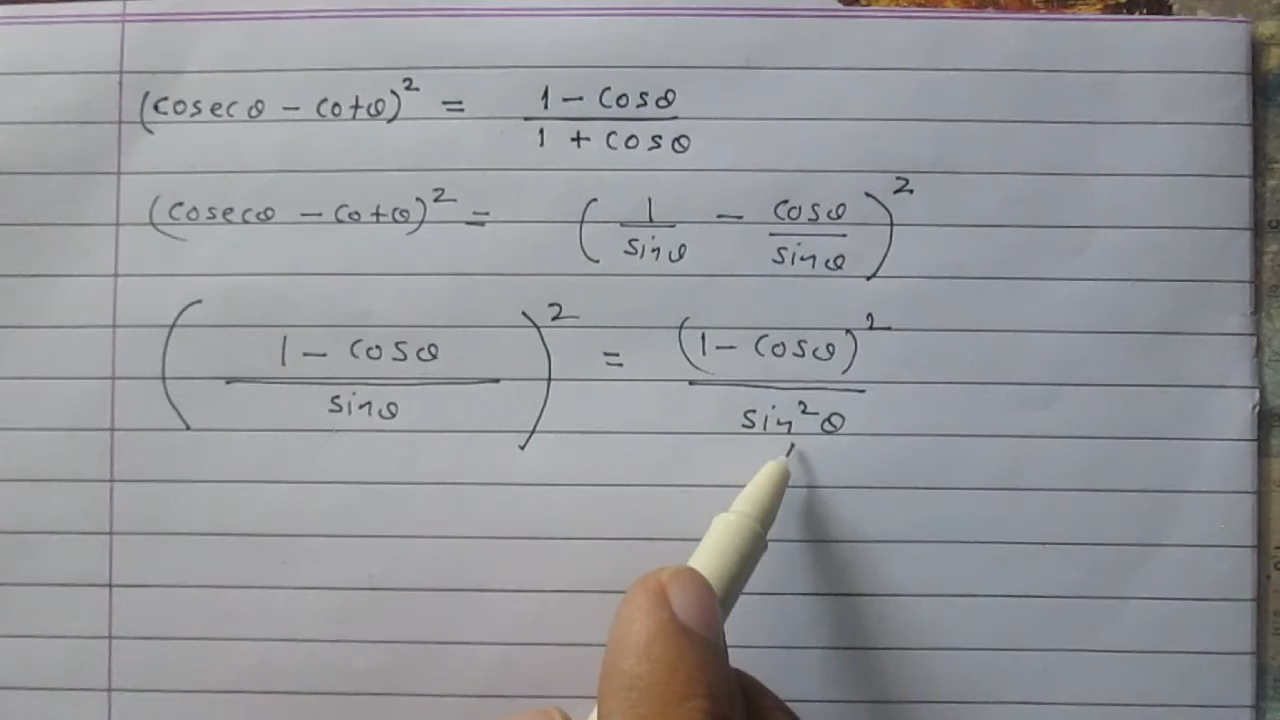 (cosecθ - cotθ)² = (1 - cosθ)/(1 + cosθ)
(cosecθ - cotθ)² = (1/sinθ - cosθ/sinθ)²
((1 - cosθ)/sinθ)² = (1 - cosθ)²/sin²θ